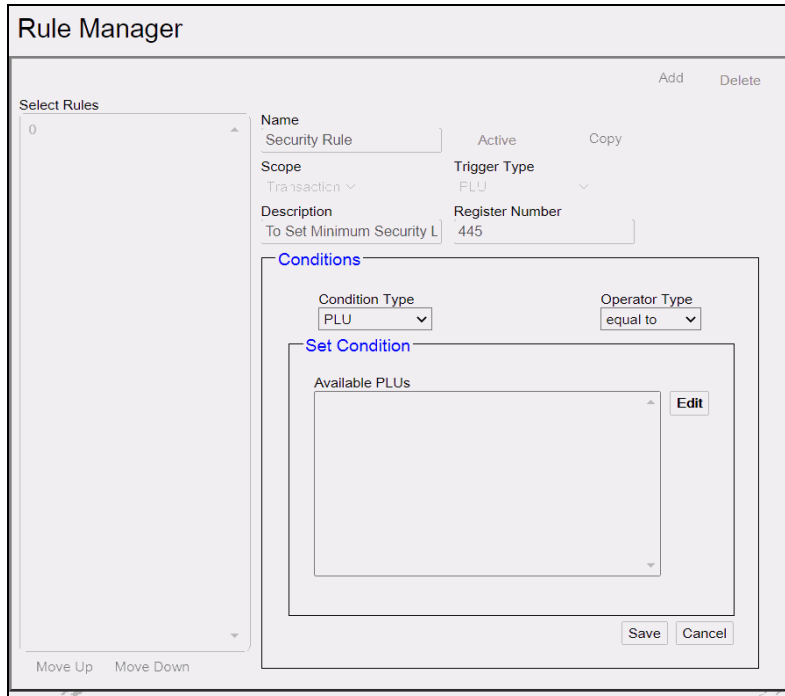 Rule Manager
Add Delete
Select Rules
0
Name
Security Rule Active Copy
Scope Trigger Type
Transaction PLU
Description Register Number
To Set Minimum Security L 445
Conditions
Condition Type Operator Type
PLU equal to
Set Condition
Available PLUs
Edit
Save Cancel
Move Up Move Down